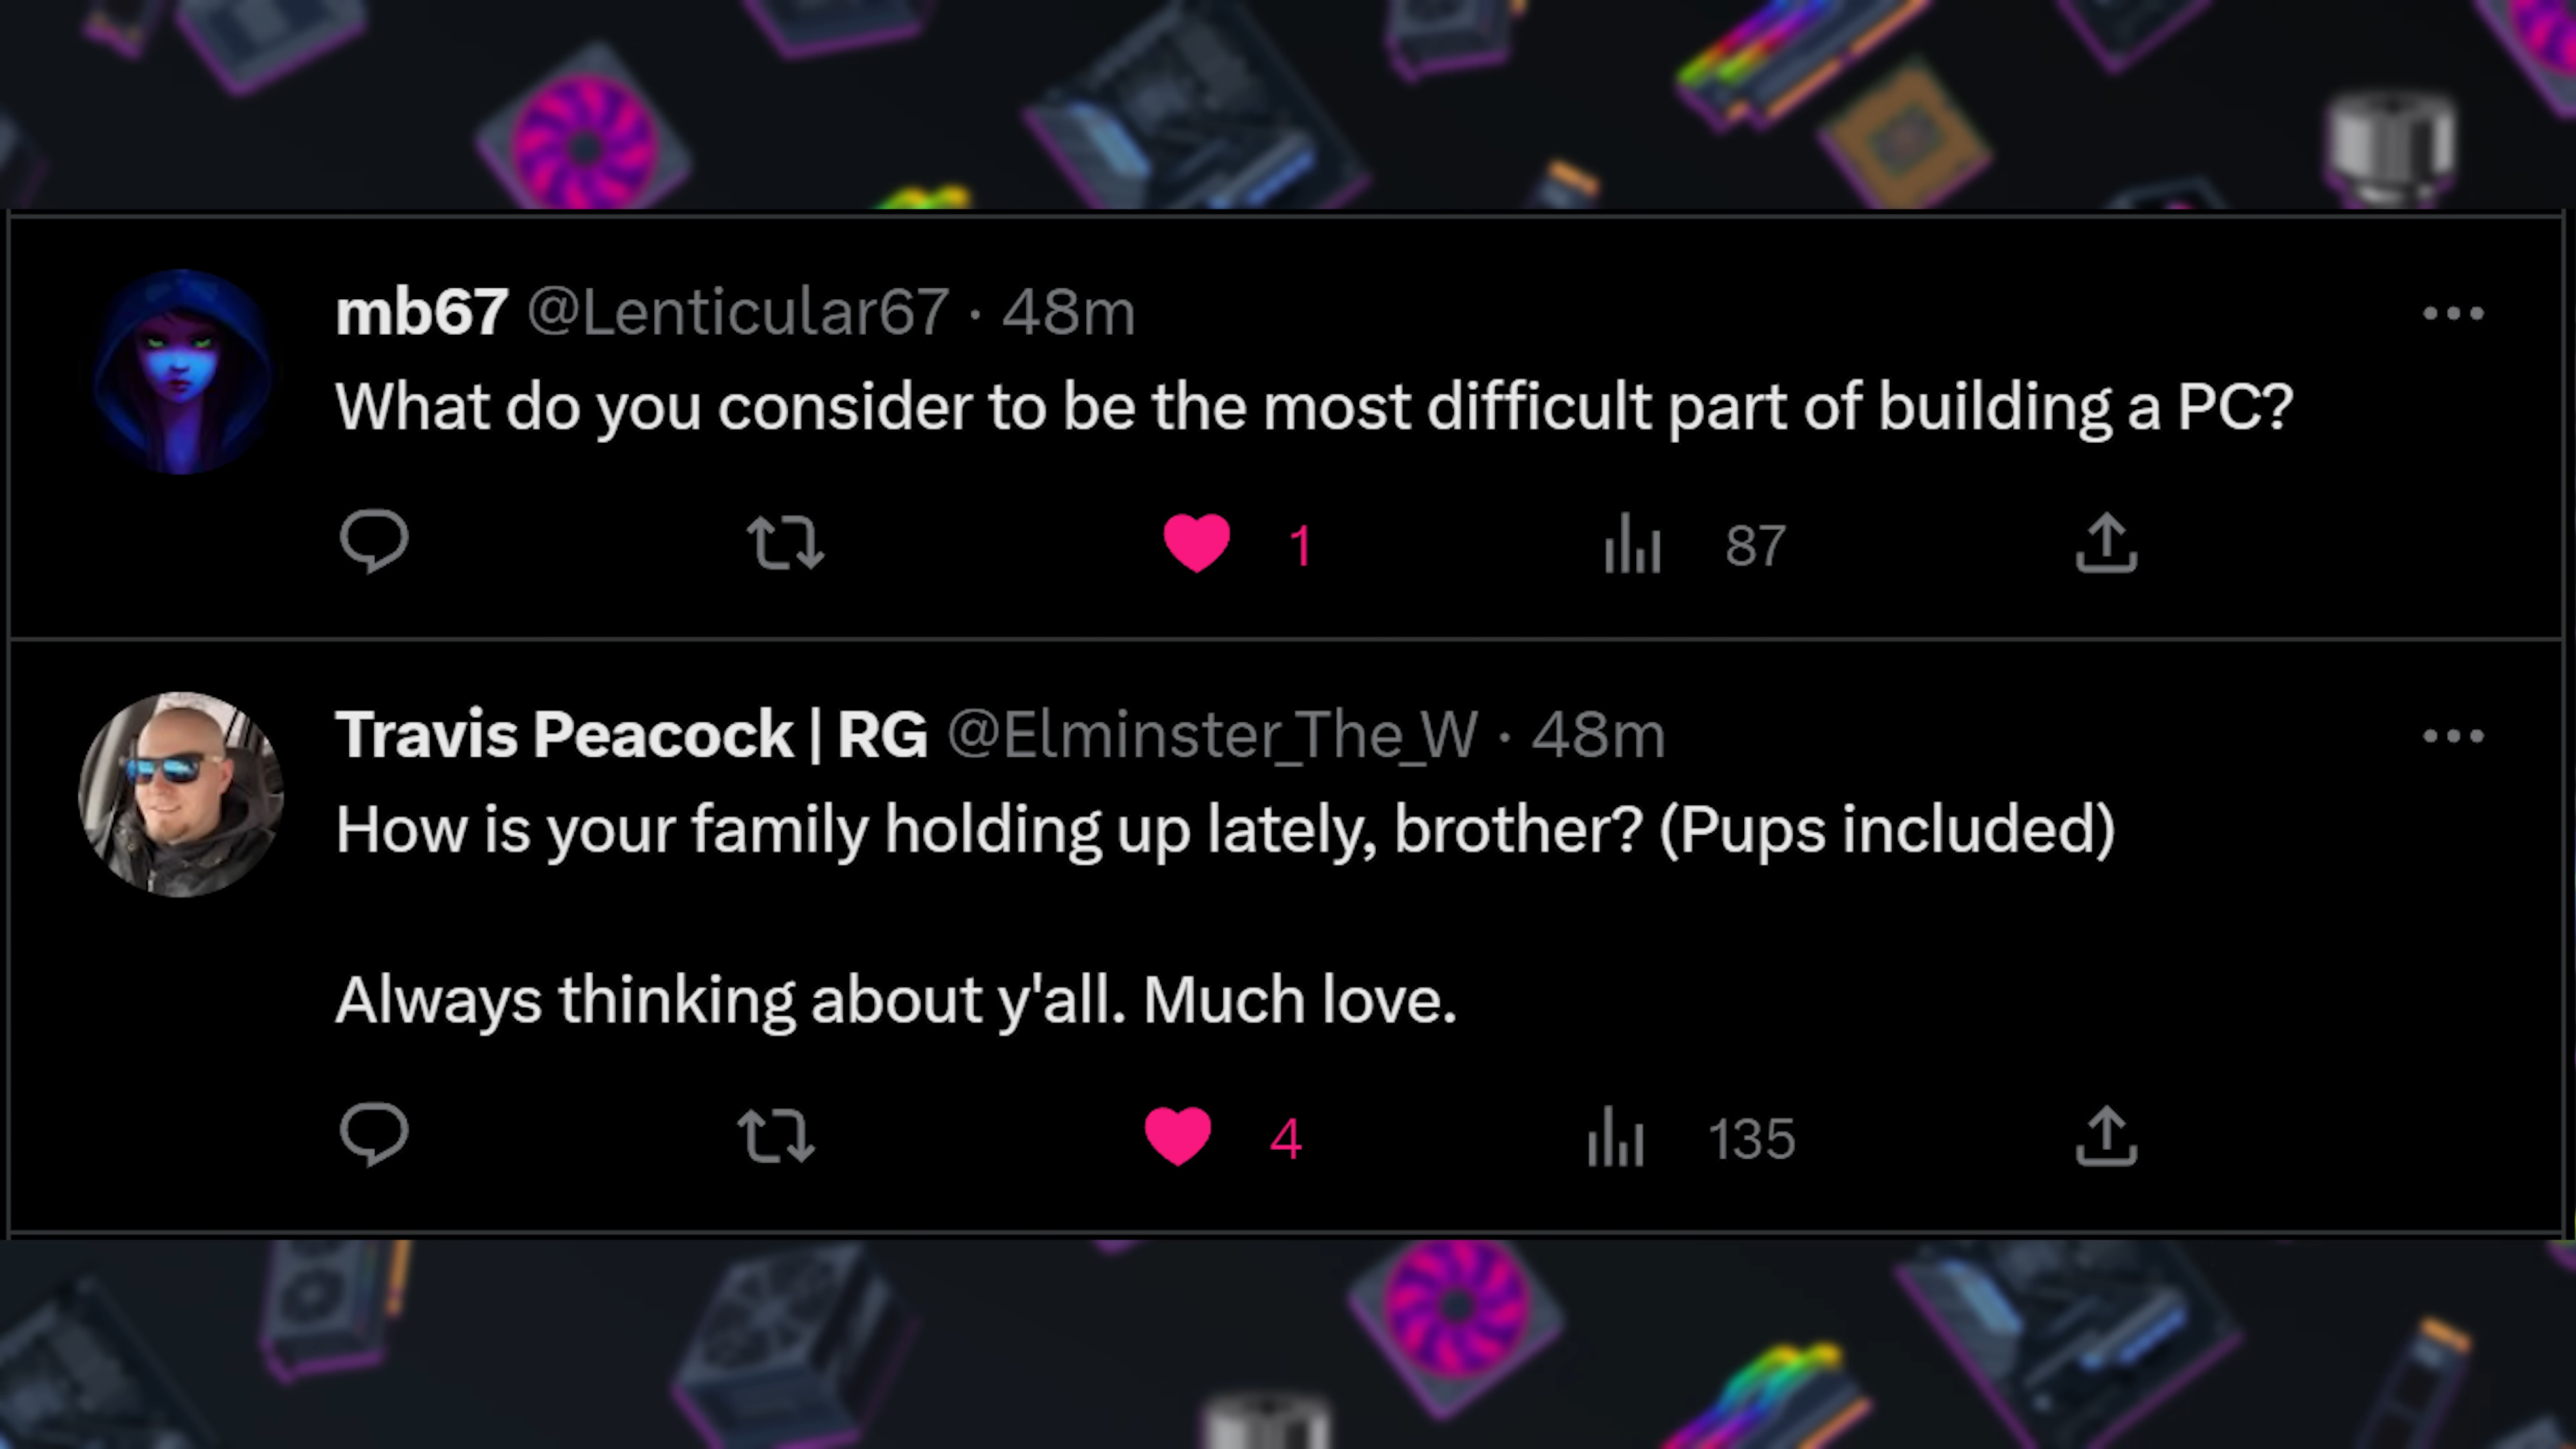 mb67 @Lenticular67 · 48m
What do you consider to be the most difficult part of building a PC?
1 87
Travis Peacock | RG @Elminster_The_W · 48m
How is your family holding up lately, brother? (Pups included)
Always thinking about y'all. Much love.
4 135